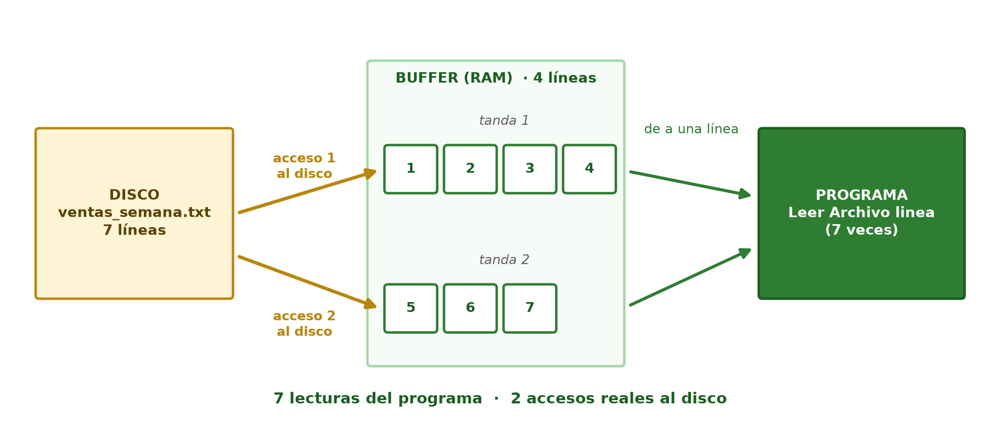 BUFFER (RAM) · 4 líneas
tanda 1
de a una línea
acceso 1
al disco
1
2
3
4
DISCO
ventas_semana.txt
7 líneas
PROGRAMA
Leer Archivo linea
(7 veces)
tanda 2
acceso 2
al disco
5
6
7
7 lecturas del programa · 2 accesos reales al disco